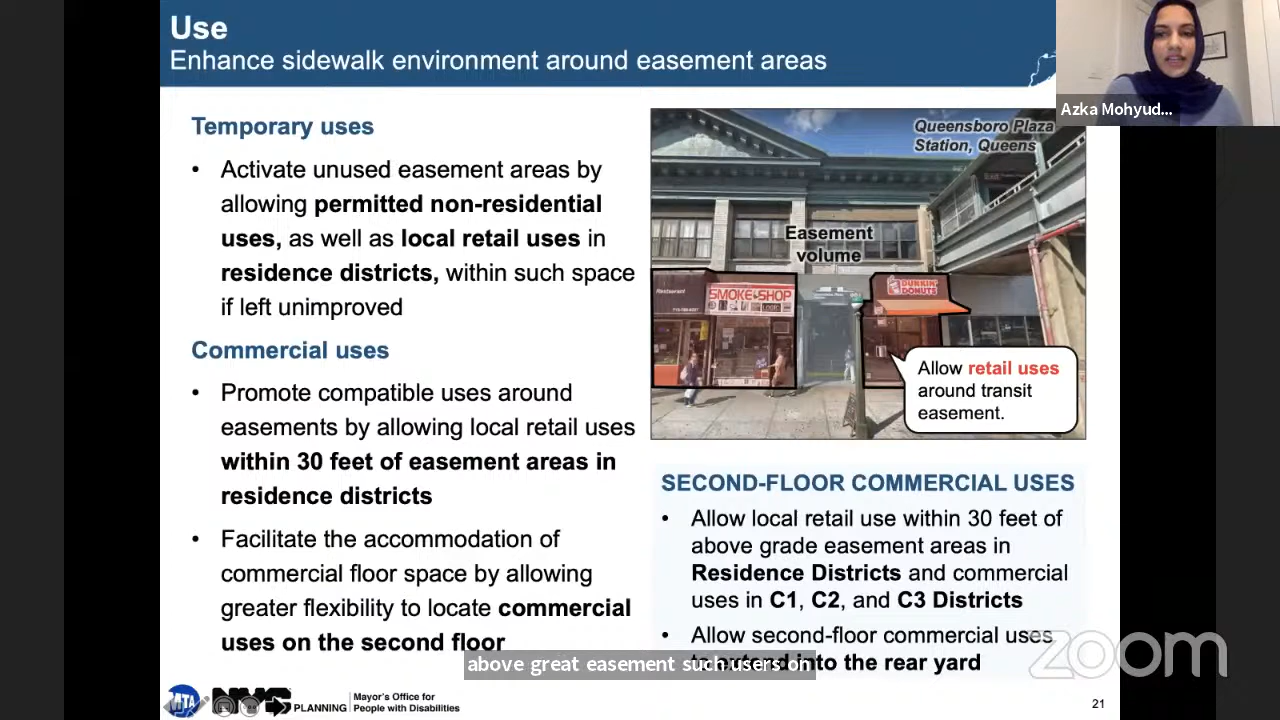 Use
Enhance sidewalk environment around easement areas
Azka Mohyud...
Temporary uses
• Activate unused easement areas by
allowing permitted non-residential
uses, as well as local retail uses in
residence districts, within such space
if left unimproved
Commercial uses
• Promote compatible uses around
easements by allowing local retail uses
within 30 feet of easement areas in
residence districts
• Facilitate the accommodation of
commercial floor space by allowing
greater flexibility to locate commercial
uses on the second floor
Queensboro Plaza
Station, Queens
Easement
volume
Restaurant
SMOKE SHOP
DUNKIN'
DONUTS
Allow retail uses
around transit
easement.
SECOND-FLOOR COMMERCIAL USES
• Allow local retail use within 30 feet of
above grade easement areas in
Residence Districts and commercial
uses in C1, C2, and C3 Districts
• Allow second-floor commercial uses
to extend into the rear yard
above great easement such users on
zoom
MTA
NYC
PLANNING
Mayor's Office for
People with Disabilities
21